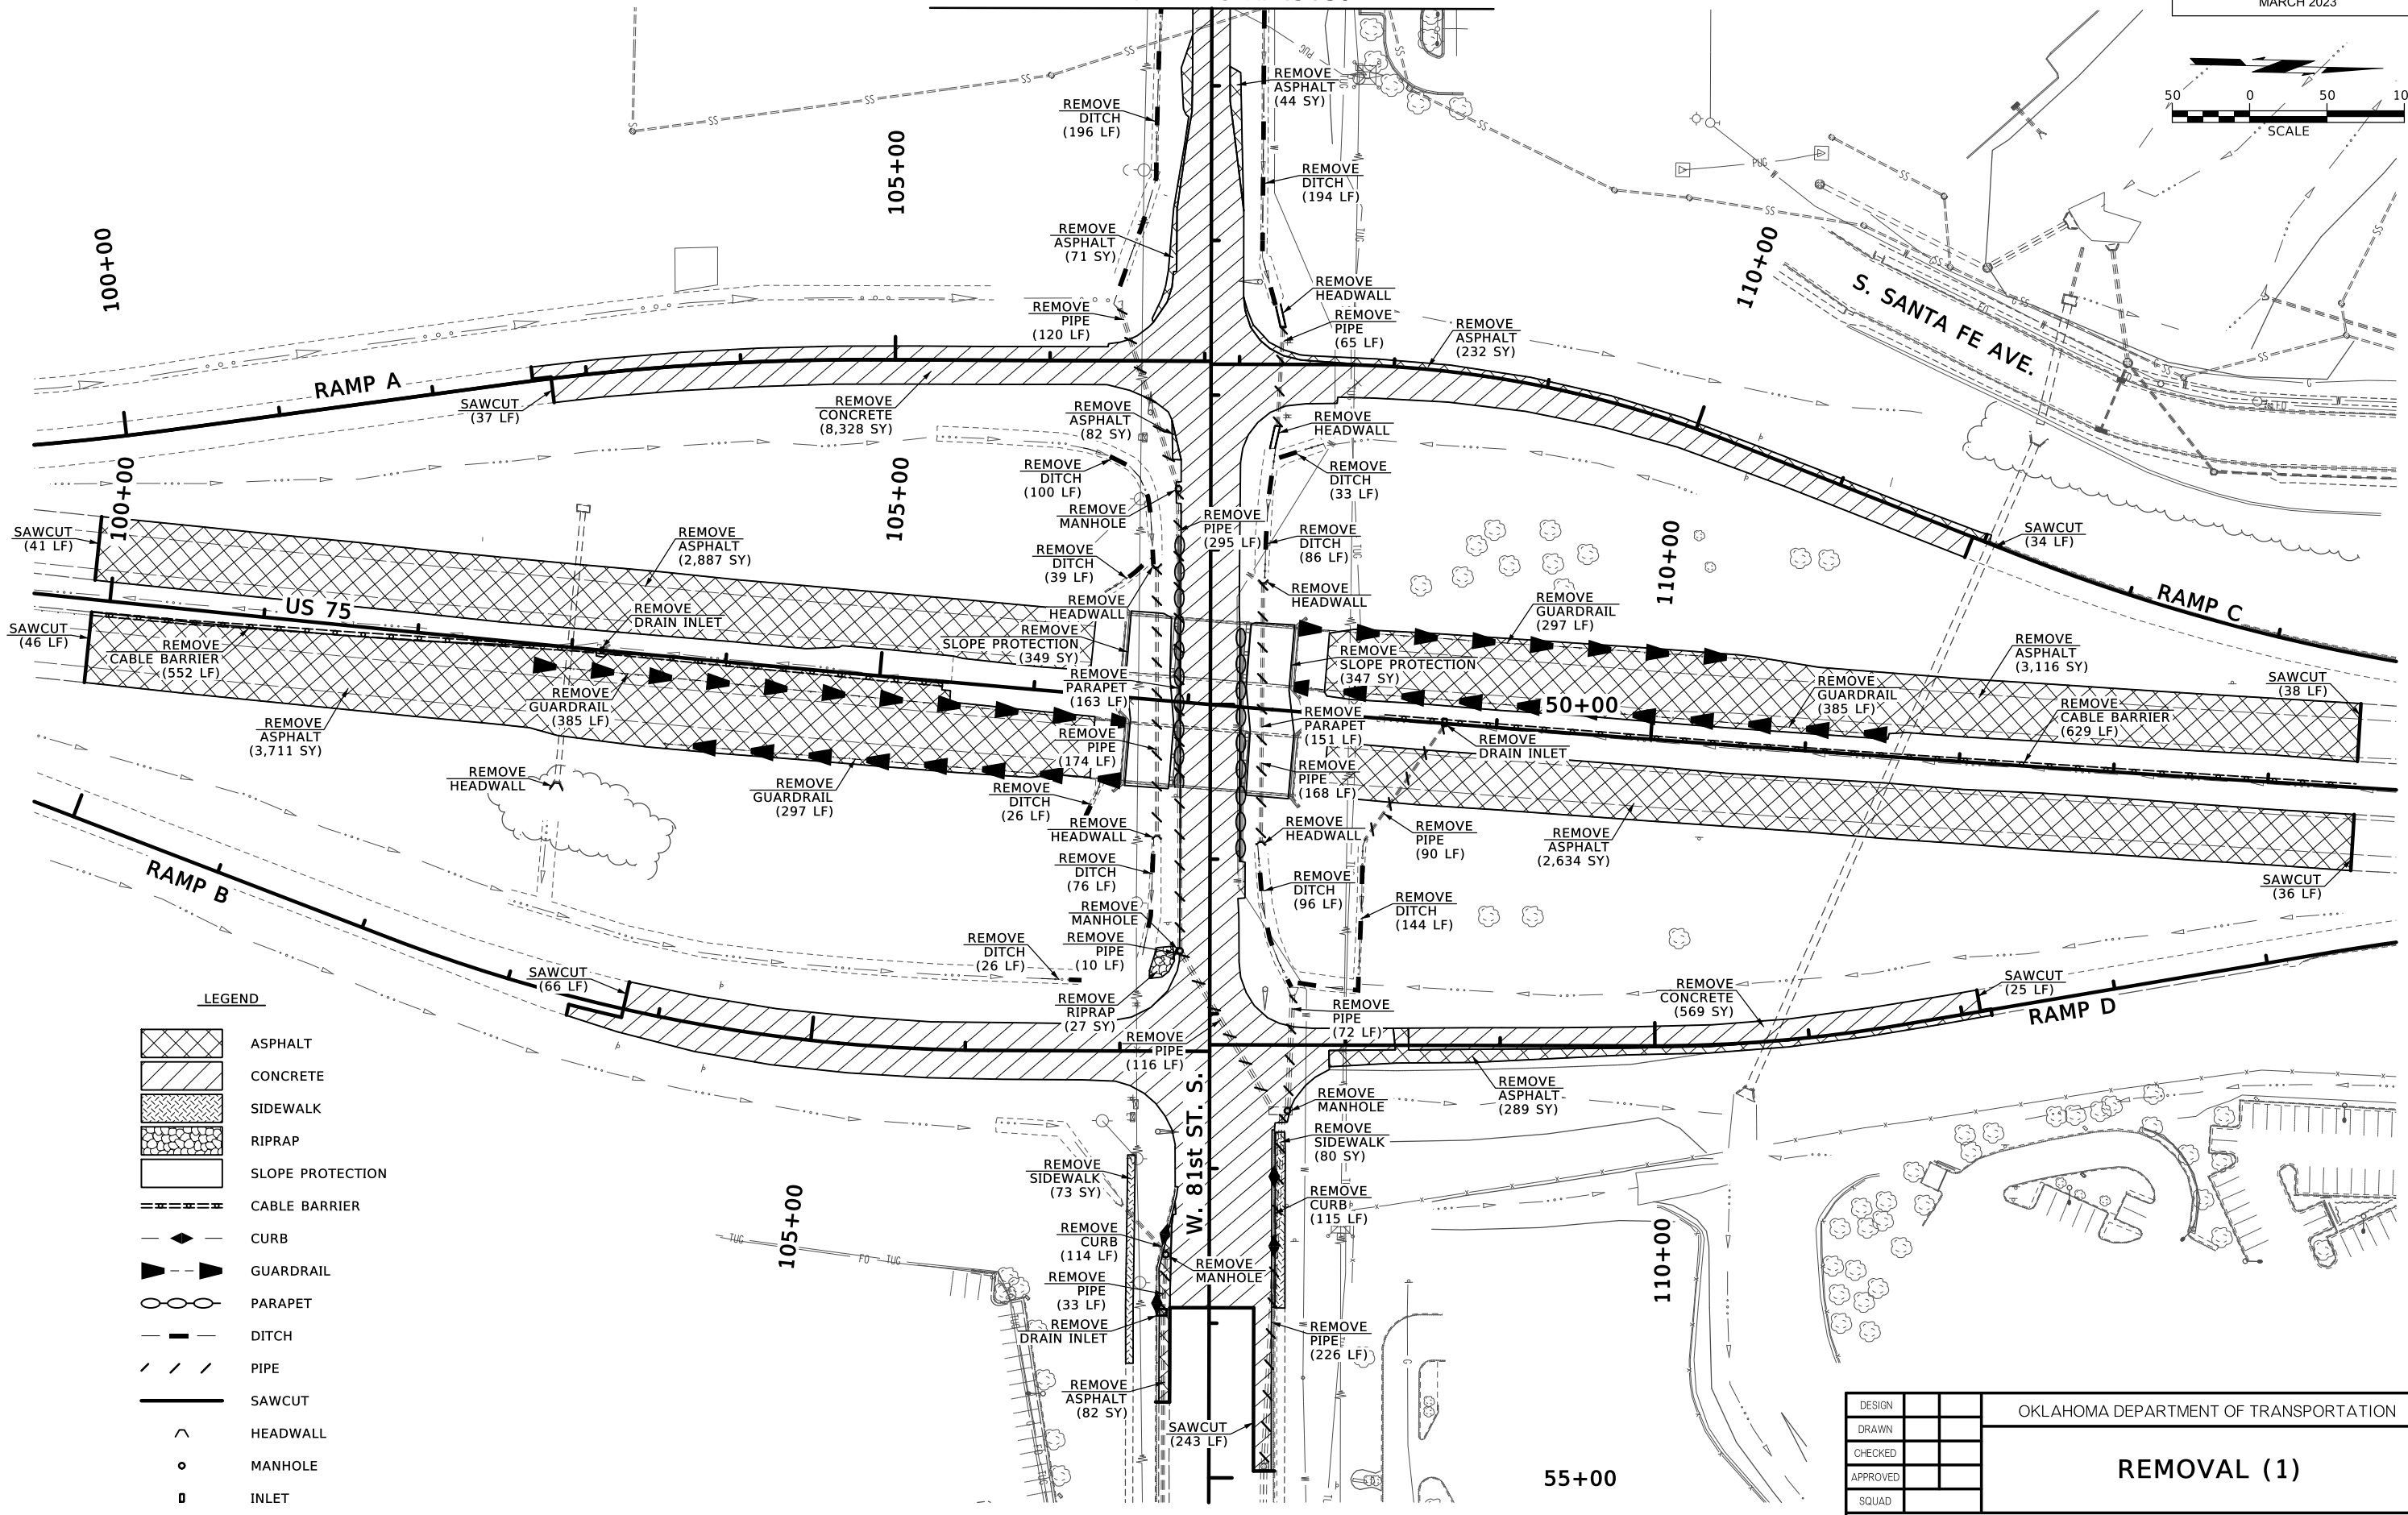 MARCH 2023
50 0 50
SCALE
REMOVE
ASPHALT
(44 SY)
REMOVE
DITCH
(196 LF)
REMOVE
DITCH
(194 LF)
105+00
100+00
110+00
REMOVE
ASPHALT
(71 SY)
REMOVE
HEADWALL
REMOVE
PIPE
(120 LF)
REMOVE
PIPE
(65 LF)
REMOVE
ASPHALT
(232 SY)
S. SANTA FE AVE.
RAMP A
SAWCUT
(37 LF)
REMOVE
CONCRETE
(8,328 SY)
REMOVE
ASPHALT
(82 SY)
REMOVE
HEADWALL
REMOVE
DITCH
(100 LF)
REMOVE
DITCH
(33 LF)
100+00
105+00
110+00
REMOVE
MANHOLE
REMOVE
PIPE
(295 LF)
REMOVE
DITCH
(86 LF)
SAWCUT
(41 LF)
REMOVE
ASPHALT
(2,887 SY)
SAWCUT
(34 LF)
REMOVE
DITCH
(39 LF)
REMOVE
HEADWALL
REMOVE
HEADWALL
REMOVE
GUARDRAIL
(297 LF)
RAMP C
US 75
REMOVE
DRAIN INLET
SAWCUT
(46 LF)
REMOVE
CABLE BARRIER
(552 LF)
REMOVE
SLOPE PROTECTION
(349 SY)
REMOVE
SLOPE PROTECTION
(347 SY)
REMOVE
ASPHALT
(3,116 SY)
REMOVE
PARAPET
(163 LF)
REMOVE
GUARDRAIL
(385 LF)
REMOVE
GUARDRAIL
(385 LF)
SAWCUT
(38 LF)
50+00
REMOVE
CABLE BARRIER
(629 LF)
REMOVE
ASPHALT
(3,711 SY)
REMOVE
PARAPET
(151 LF)
REMOVE
PIPE
(174 LF)
REMOVE
DRAIN INLET
REMOVE
HEADWALL
REMOVE
GUARDRAIL
(297 LF)
REMOVE
DITCH
(26 LF)
REMOVE
PIPE
(168 LF)
REMOVE
HEADWALL
REMOVE
HEADWALL
REMOVE
PIPE
(90 LF)
REMOVE
ASPHALT
(2,634 SY)
RAMP B
REMOVE
DITCH
(76 LF)
REMOVE
DITCH
(96 LF)
REMOVE
DITCH
(144 LF)
SAWCUT
(36 LF)
REMOVE
MANHOLE
REMOVE
DITCH
(26 LF)
REMOVE
PIPE
(10 LF)
SAWCUT
(66 LF)
REMOVE
CONCRETE
(569 SY)
SAWCUT
(25 LF)
RAMP D
REMOVE
RIPRAP
(27 SY)
REMOVE
PIPE
(72 LF)
REMOVE
PIPE
(116 LF)
W. 81st ST. S.
REMOVE
ASPHALT
(289 SY)
REMOVE
MANHOLE
REMOVE
SIDEWALK
(80 SY)
REMOVE
SIDEWALK
(73 SY)
REMOVE
CURB
(115 LF)
105+00
110+00
REMOVE
CURB
(114 LF)
REMOVE
MANHOLE
REMOVE
PIPE
(33 LF)
REMOVE
DRAIN INLET
REMOVE
PIPE
(226 LF)
REMOVE
ASPHALT
(82 SY)
SAWCUT
(243 LF)
55+00
LEGEND
ASPHALT
CONCRETE
SIDEWALK
RIPRAP
SLOPE PROTECTION
CABLE BARRIER
CURB
GUARDRAIL
PARAPET
DITCH
PIPE
SAWCUT
HEADWALL
MANHOLE
INLET
DESIGN
DRAWN
CHECKED
APPROVED
SQUAD
OKLAHOMA DEPARTMENT OF TRANSPORTATION
REMOVAL (1)